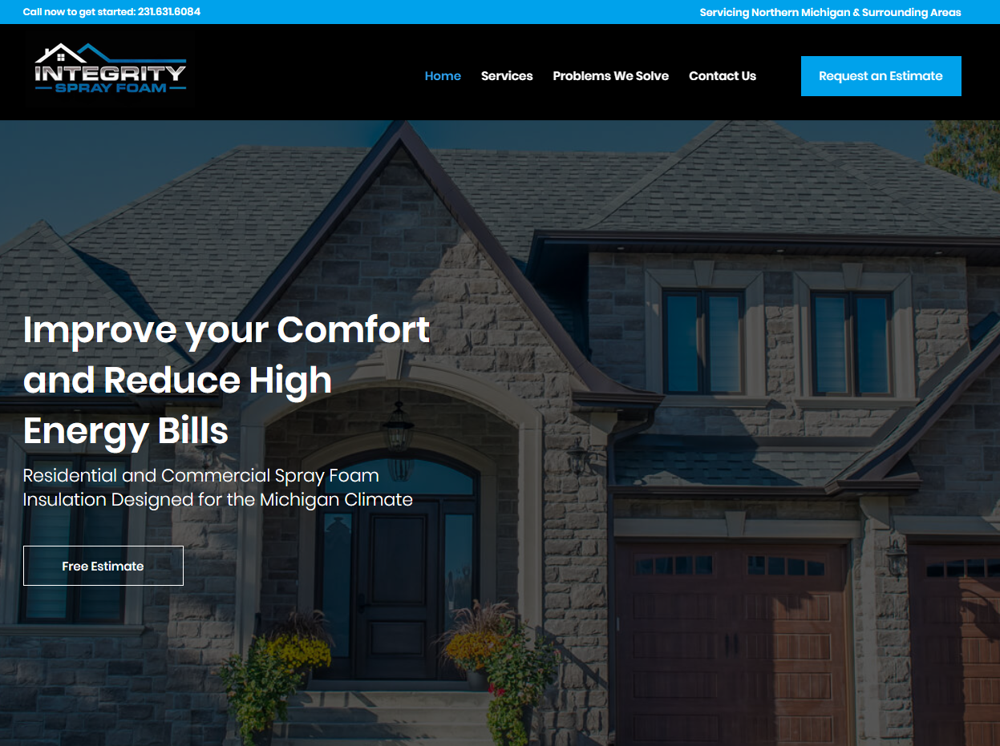 Call now to get started: 231.631.6084
Servicing Northern Michigan & Surrounding Areas
INTEGRITY
SPRAY FOAM
Home
Services
Problems We Solve
Contact Us
Request an Estimate
Improve your Comfort
and Reduce High
Energy Bills
Residential and Commercial Spray Foam
Insulation Designed for the Michigan Climate
Free Estimate